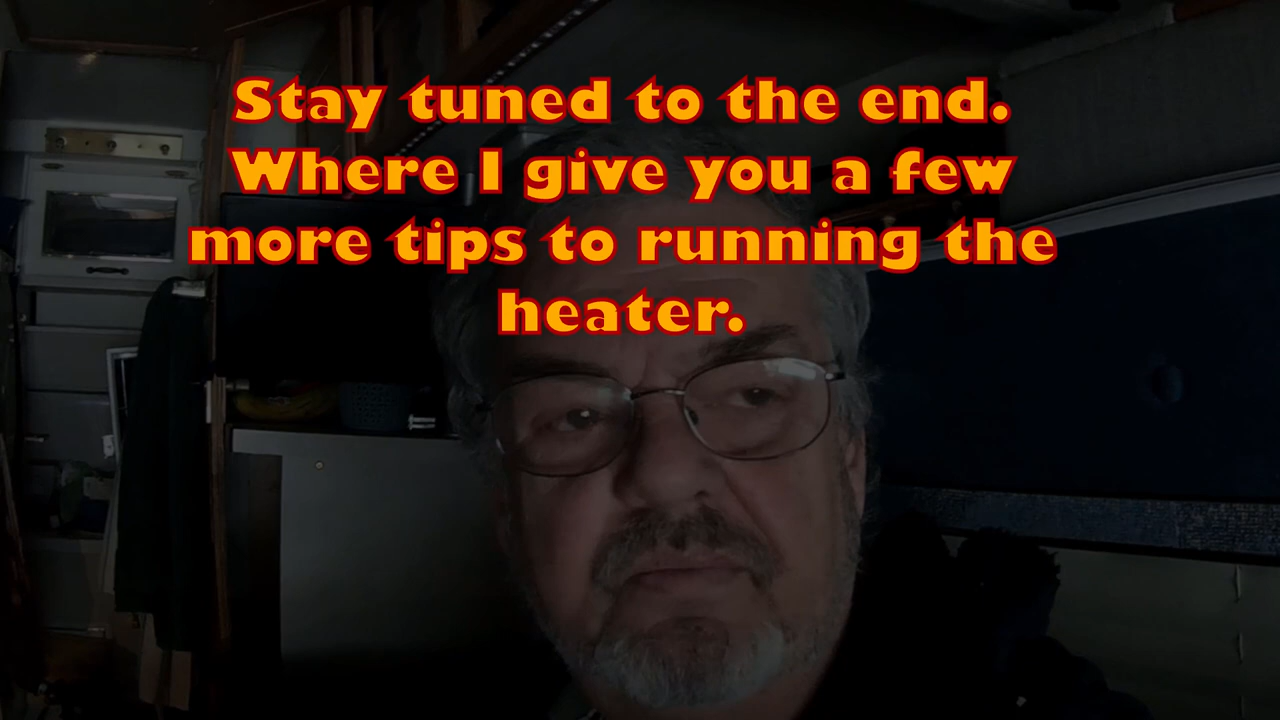 Stay tuned to the end.
Where I give you a few
more tips to running the
heater.